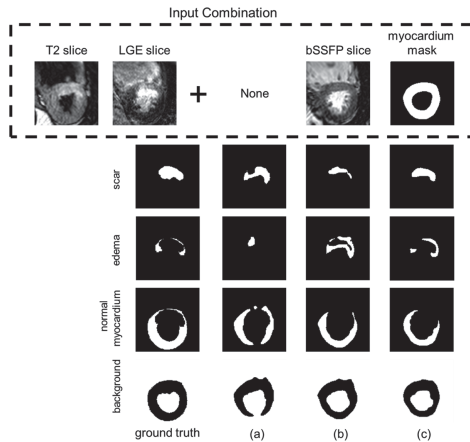 Input Combination
T2 slice
LGE slice
+
None
bSSFP slice
myocardium
mask
scar
edema
normal
myocardium
background
ground truth
(a)
(b)
(c)